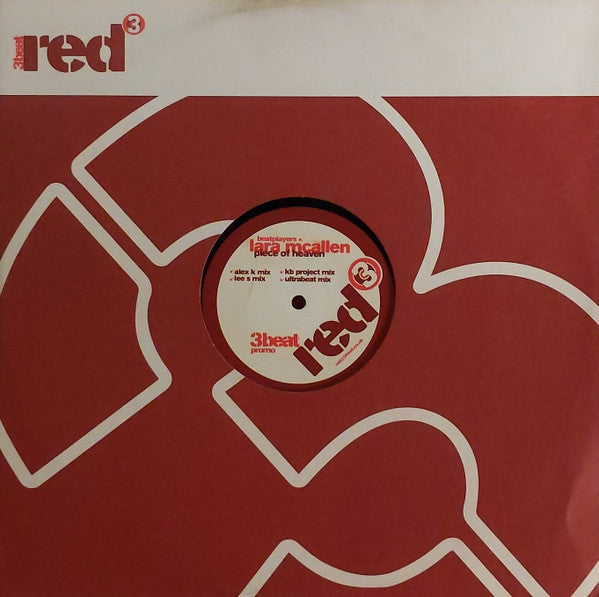 3beat
red 3
beatplayers
lara mcallen
piece of heaven
alex k mix
kb project mix
lee s mix
ultrabeat mix
3beat
promo
red 3